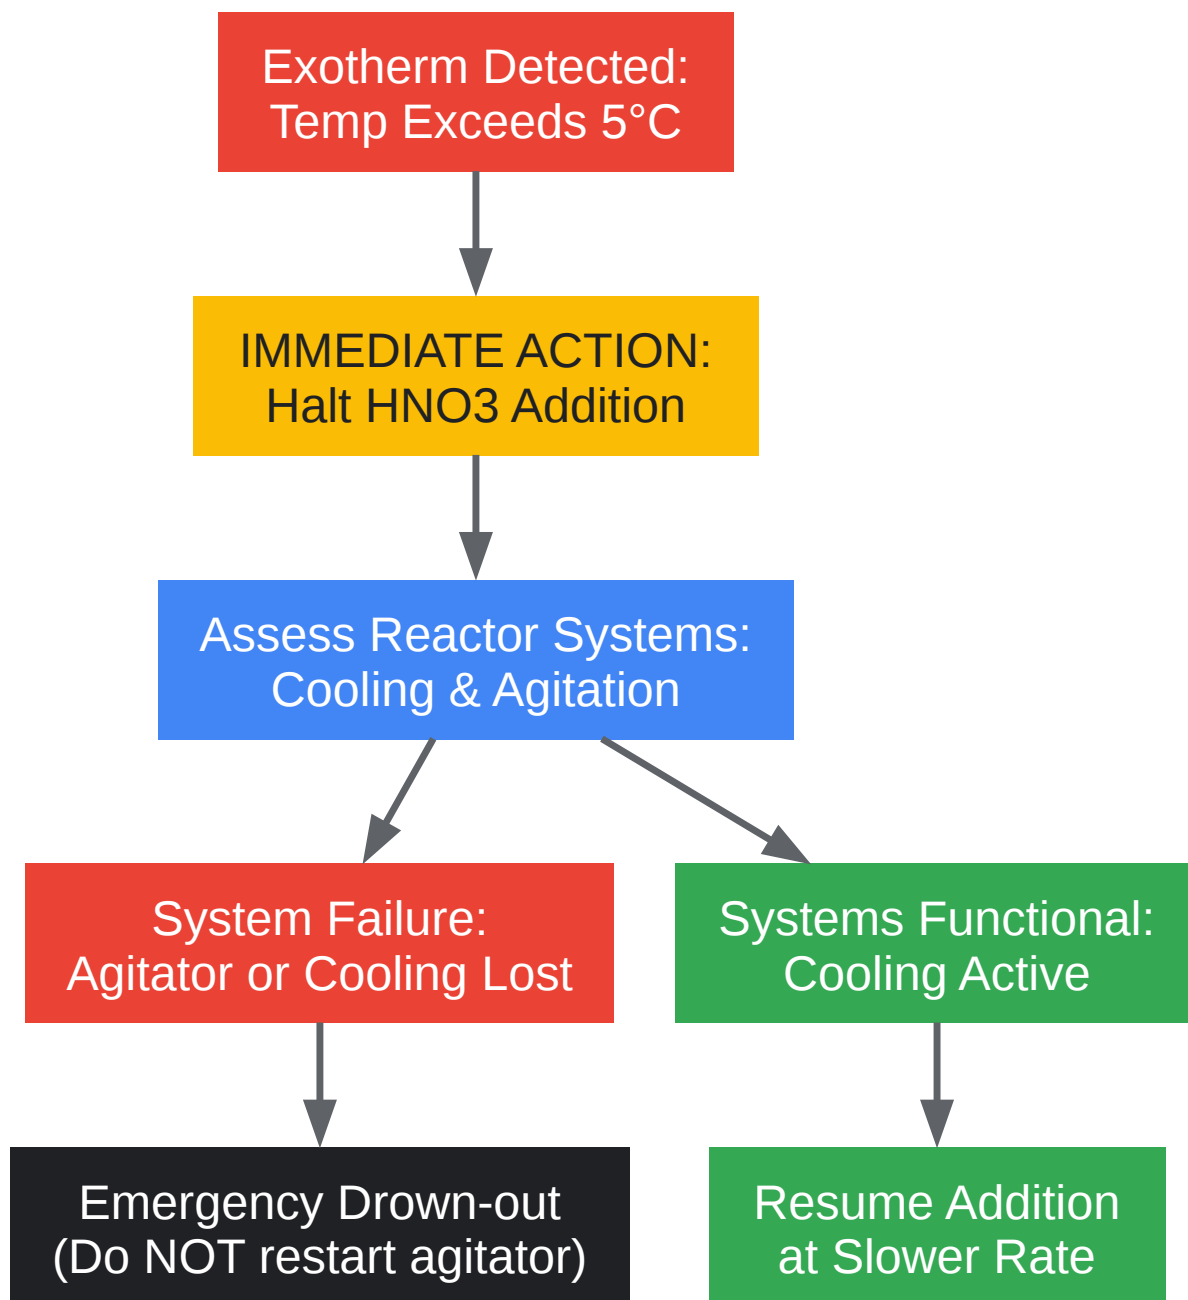 Exotherm Detected:
Temp Exceeds 5°C
IMMEDIATE ACTION:
Halt HNO3 Addition
Assess Reactor Systems:
Cooling & Agitation
System Failure:
Agitator or Cooling Lost
Systems Functional:
Cooling Active
Emergency Drown-out
(Do NOT restart agitator)
Resume Addition
at Slower Rate